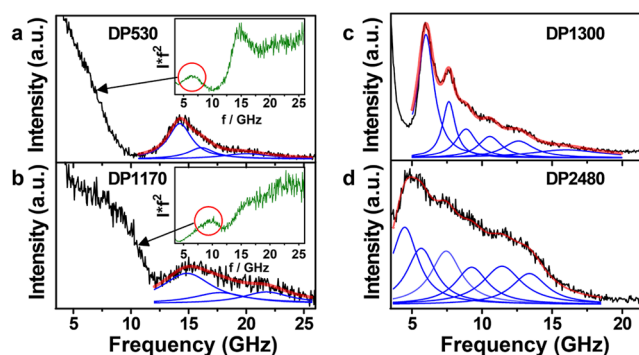 a
DP530
I*f²
5 10 15 20 25
f / GHz
Intensity (a.u.)
b
DP1170
I*f²
5 10 15 20 25
f / GHz
Intensity (a.u.)
5 10 15 20 25
Frequency (GHz)
c
DP1300
Intensity (a.u.)
d
DP2480
Intensity (a.u.)
5 10 15 20
Frequency (GHz)